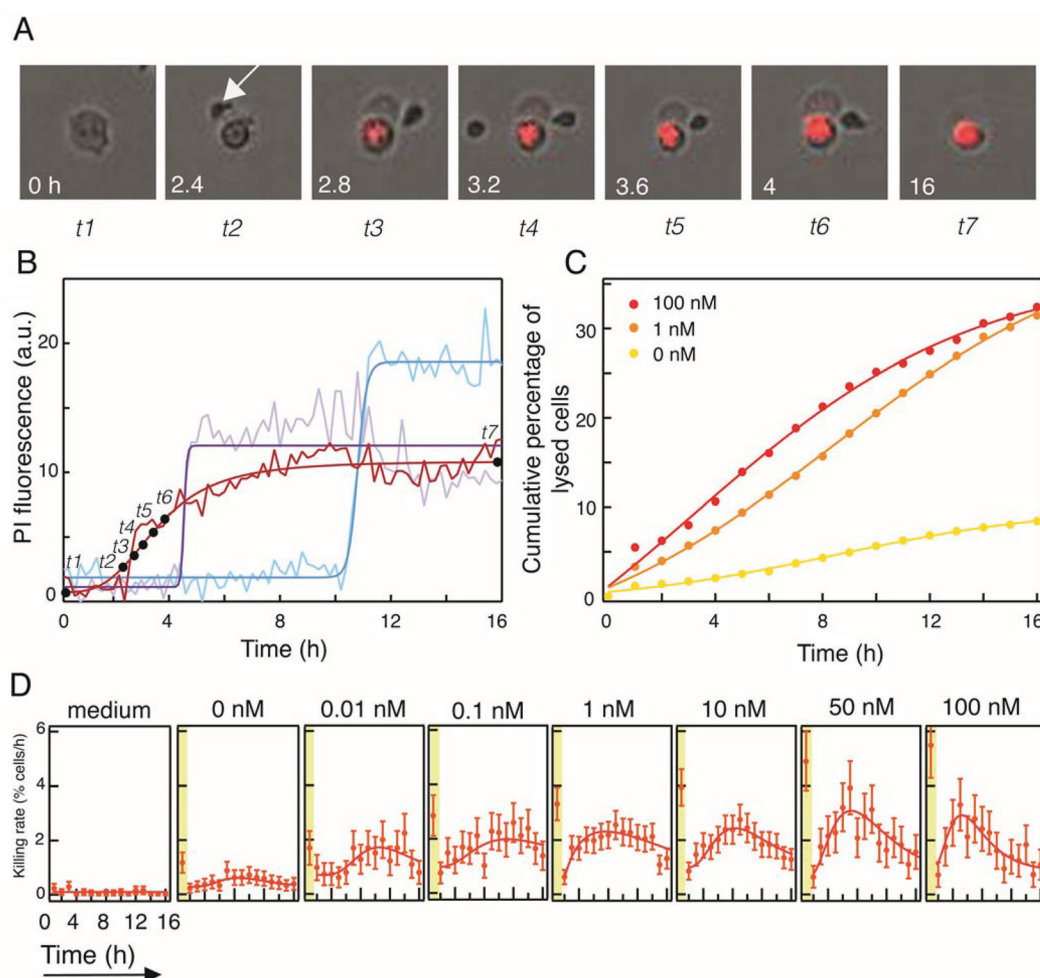 A
0 h
2.4
2.8
3.2
3.6
4
16
t1
t2
t3
t4
t5
t6
t7
B
PI fluorescence (a.u.)
20
10
0
t1
t2
t3
t4
t5
t6
t7
0
4
8
12
16
Time (h)
C
Cumulative percentage of
lysed cells
30
20
10
0
100 nM
1 nM
0 nM
0
4
8
12
16
Time (h)
D
medium
0 nM
0.01 nM
0.1 nM
1 nM
10 nM
50 nM
100 nM
Killing rate (% cells/h)
6
4
2
0
0
4
8
12
16
Time (h)